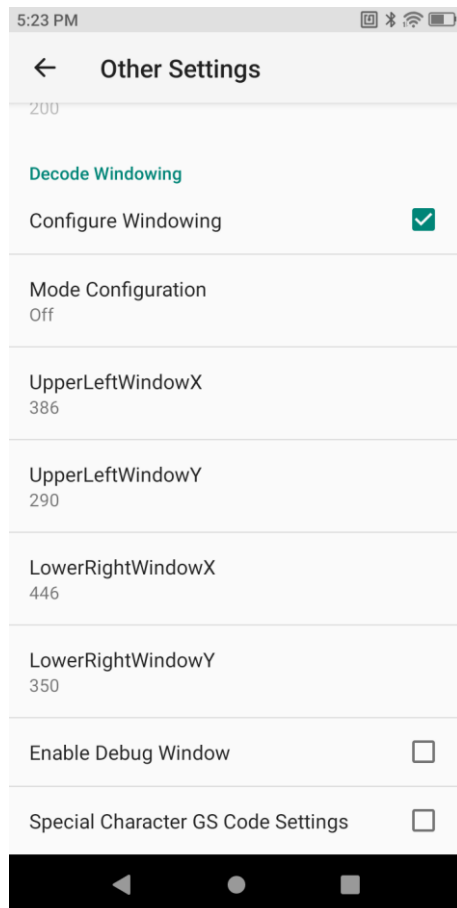 5:23 PM
Other Settings
200
Decode Windowing
Configure Windowing
Mode Configuration
Off
UpperLeftWindowX
386
UpperLeftWindowY
290
LowerRightWindowX
446
LowerRightWindowY
350
Enable Debug Window
Special Character GS Code Settings